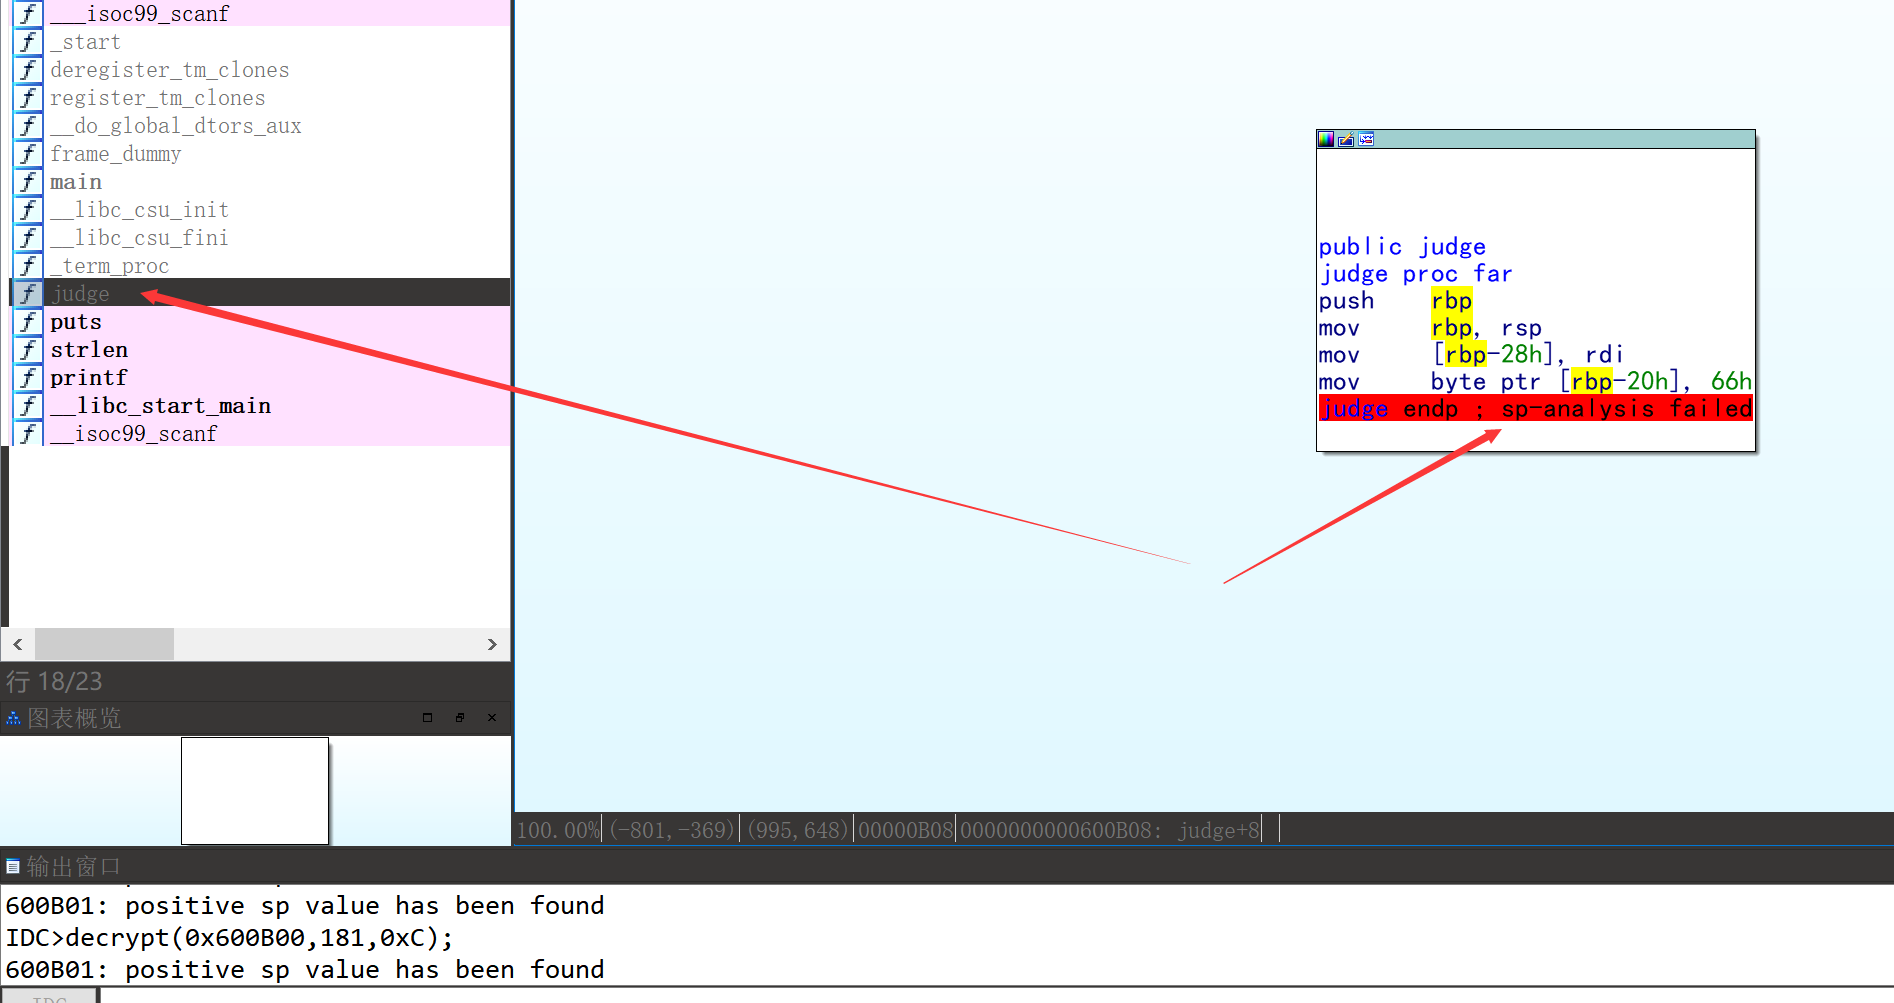 ___isoc99_scanf
_start
deregister_tm_clones
register_tm_clones
__do_global_dtors_aux
frame_dummy
main
__libc_csu_init
__libc_csu_fini
_term_proc
judge
puts
strlen
printf
__libc_start_main
__isoc99_scanf
行 18/23
图表概览
public judge
judge proc far
push rbp
mov rbp, rsp
mov [rbp-28h], rdi
mov byte ptr [rbp-20h], 66h
judge endp ; sp-analysis failed
100.00% (-801,-369) (995,648) 00000B08 0000000000600B08: judge+8
输出窗口
600B01: positive sp value has been found
IDC>decrypt(0x600B00,181,0xC);
600B01: positive sp value has been found
IDC